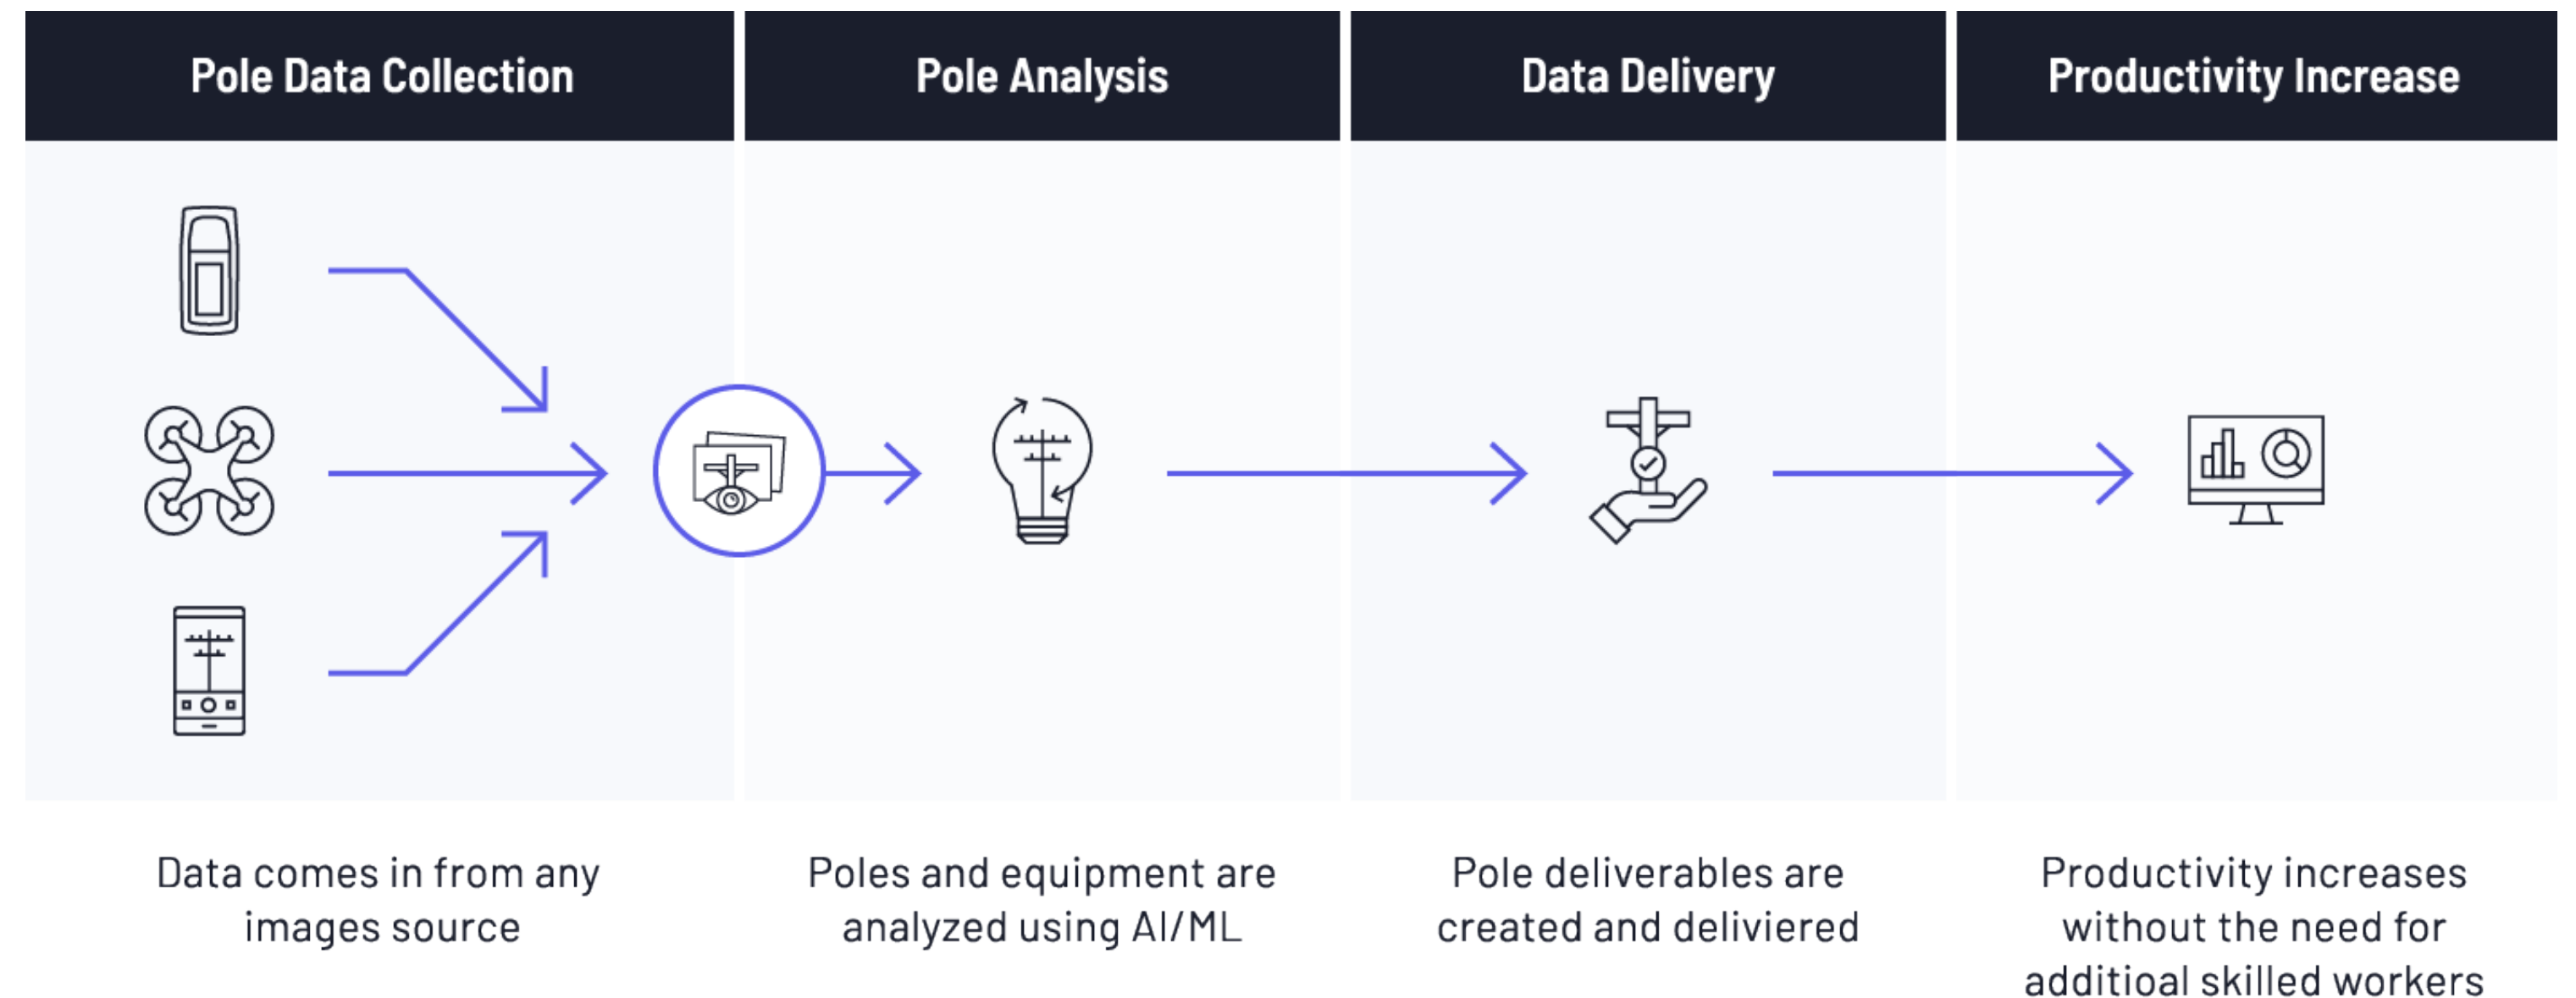 Pole Data Collection
Pole Analysis
Data Delivery
Productivity Increase
Data comes in from any
images source
Poles and equipment are
analyzed using AI/ML
Pole deliverables are
created and deliviered
Productivity increases
without the need for
additioal skilled workers